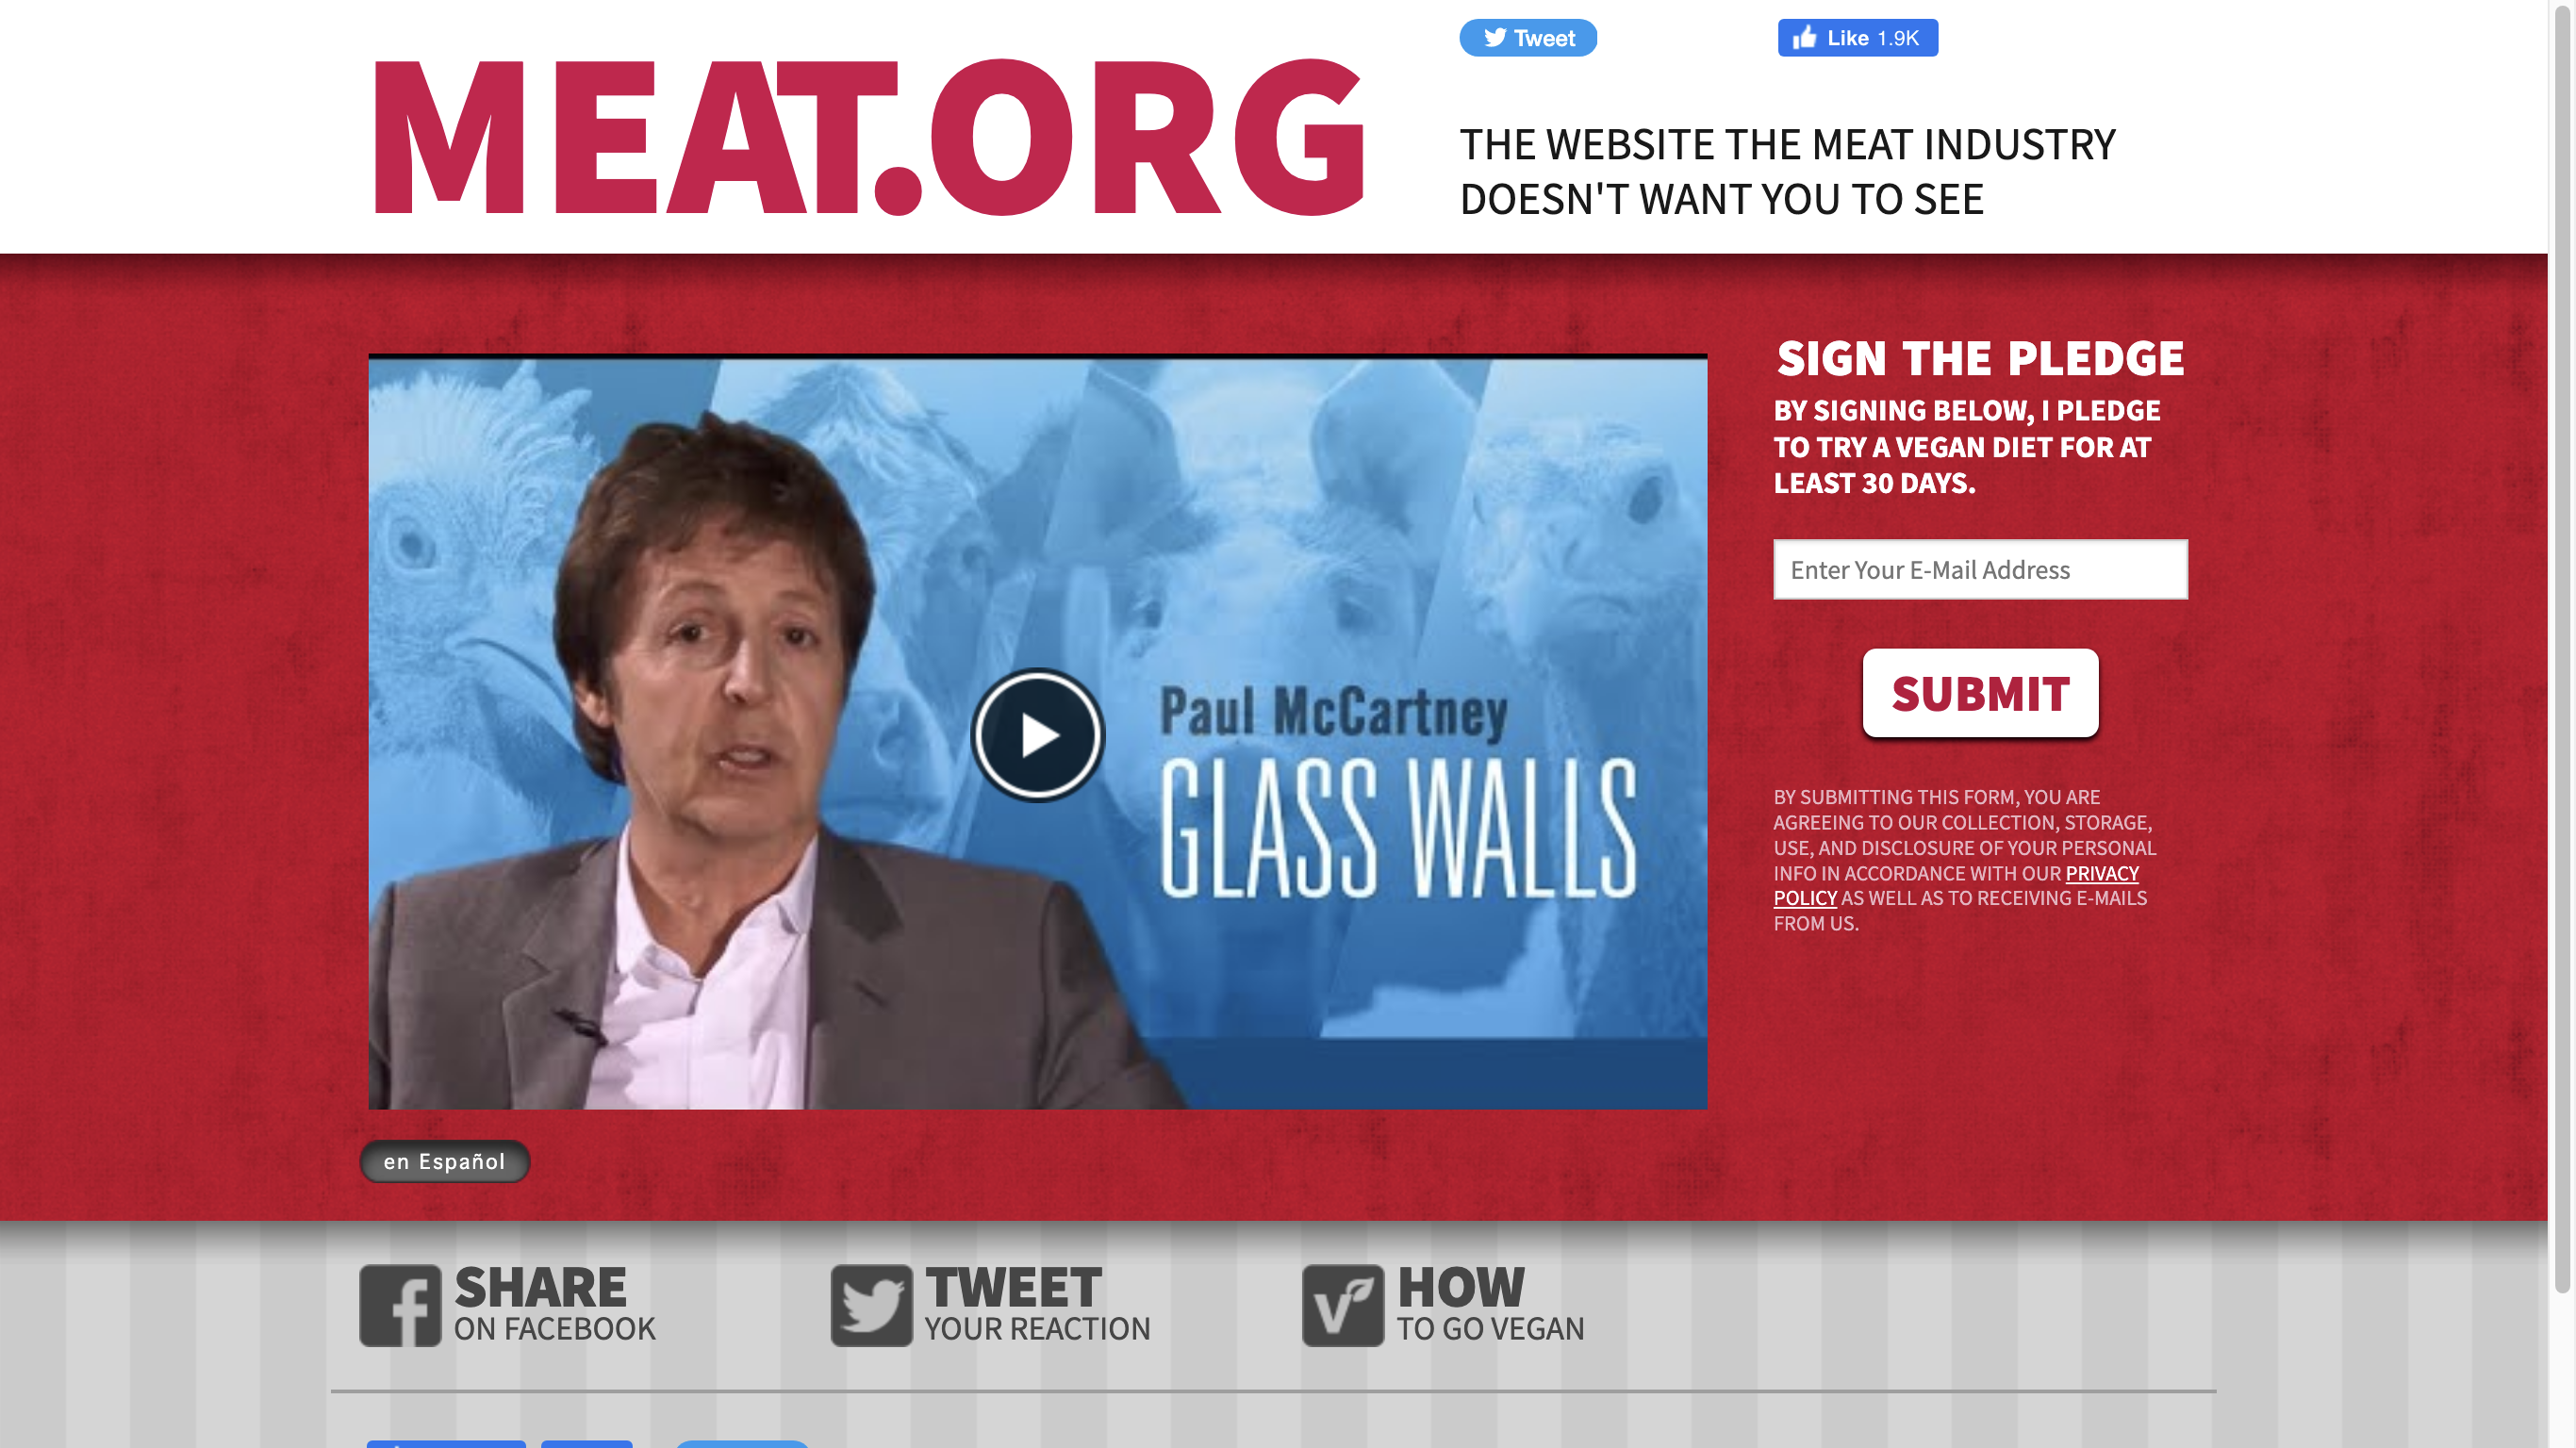 Tweet
Like 1.9K
MEAT.ORG
THE WEBSITE THE MEAT INDUSTRY
DOESN'T WANT YOU TO SEE
Paul McCartney
GLASS WALLS
SIGN THE PLEDGE
BY SIGNING BELOW, I PLEDGE
TO TRY A VEGAN DIET FOR AT
LEAST 30 DAYS.
Enter Your E-Mail Address
SUBMIT
BY SUBMITTING THIS FORM, YOU ARE
AGREEING TO OUR COLLECTION, STORAGE,
USE, AND DISCLOSURE OF YOUR PERSONAL
INFO IN ACCORDANCE WITH OUR PRIVACY
POLICY AS WELL AS TO RECEIVING E-MAILS
FROM US.
en Español
SHARE
ON FACEBOOK
TWEET
YOUR REACTION
HOW
TO GO VEGAN